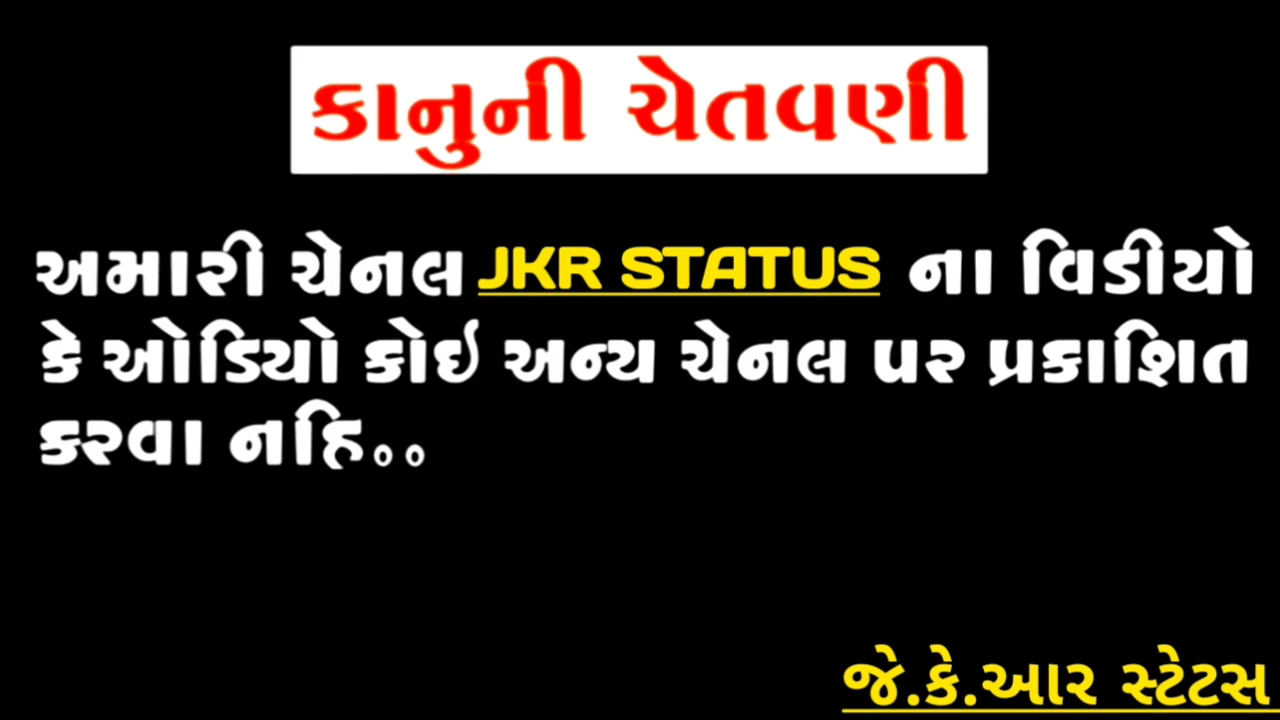 કાનુની ચેતવણી
અમારી ચેનલ JKR STATUS ના વિડીયો
કે ઓડિયો કોઇ અન્ય ચેનલ પર પ્રકાશિત
કરવા નહિ..
જે.કે.આર સ્ટેટસ